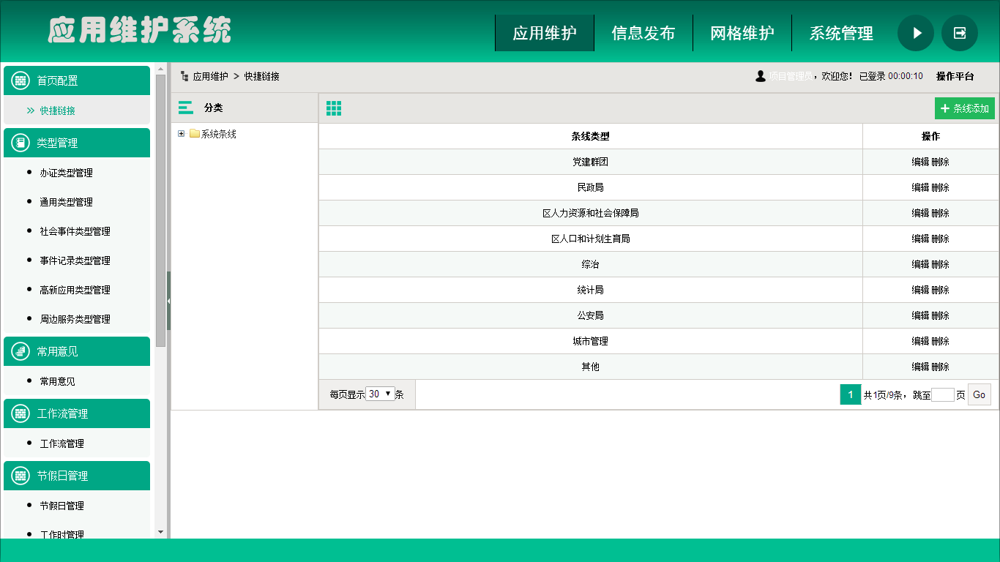 应用维护系统
应用维护 信息发布 网格维护 系统管理
首页配置
快捷链接
类型管理
办证类型管理
通用类型管理
社会事件类型管理
事件记录类型管理
高新应用类型管理
周边服务类型管理
常用意见
常用意见
工作流管理
工作流管理
节假日管理
节假日管理
工作时管理
应用维护 > 快捷链接
项目管理员，欢迎您！ 已登录 00:00:10 操作平台
分类
系统条线
条线添加
条线类型 操作
党建群团 编辑 删除
民政局 编辑 删除
区人力资源和社会保障局 编辑 删除
区人口和计划生育局 编辑 删除
综治 编辑 删除
统计局 编辑 删除
公安局 编辑 删除
城市管理 编辑 删除
其他 编辑 删除
每页显示 30 条 1 共1页/9条，跳至 页 Go